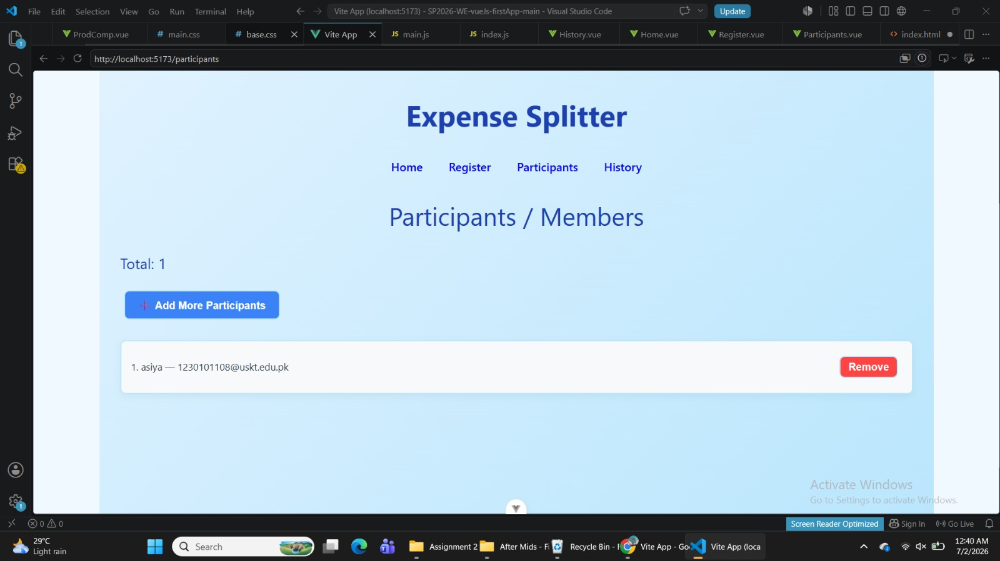 File Edit Selection View Go Run Terminal Help
Vite App (localhost:5173) - SP2026-WE-vueJs-firstApp-main - Visual Studio Code
Update
1
ProdComp.vue
# main.css
# base.css
Vite App
JS main.js
JS index.js
History.vue
Home.vue
Register.vue
Participants.vue
<> index.html
http://localhost:5173/participants
Expense Splitter
Home Register Participants History
Participants / Members
Total: 1
➕ Add More Participants
1. asiya — 1230101108@uskt.edu.pk
Remove
Activate Windows
Go to Settings to activate Windows.
1
0 0
Screen Reader Optimized
Sign In
Go Live
29°C
Light rain
Search
Assignment 2
After Mids - Fi
Recycle Bin - F
Vite App - Go
Vite App (loca
12:40 AM
7/2/2026